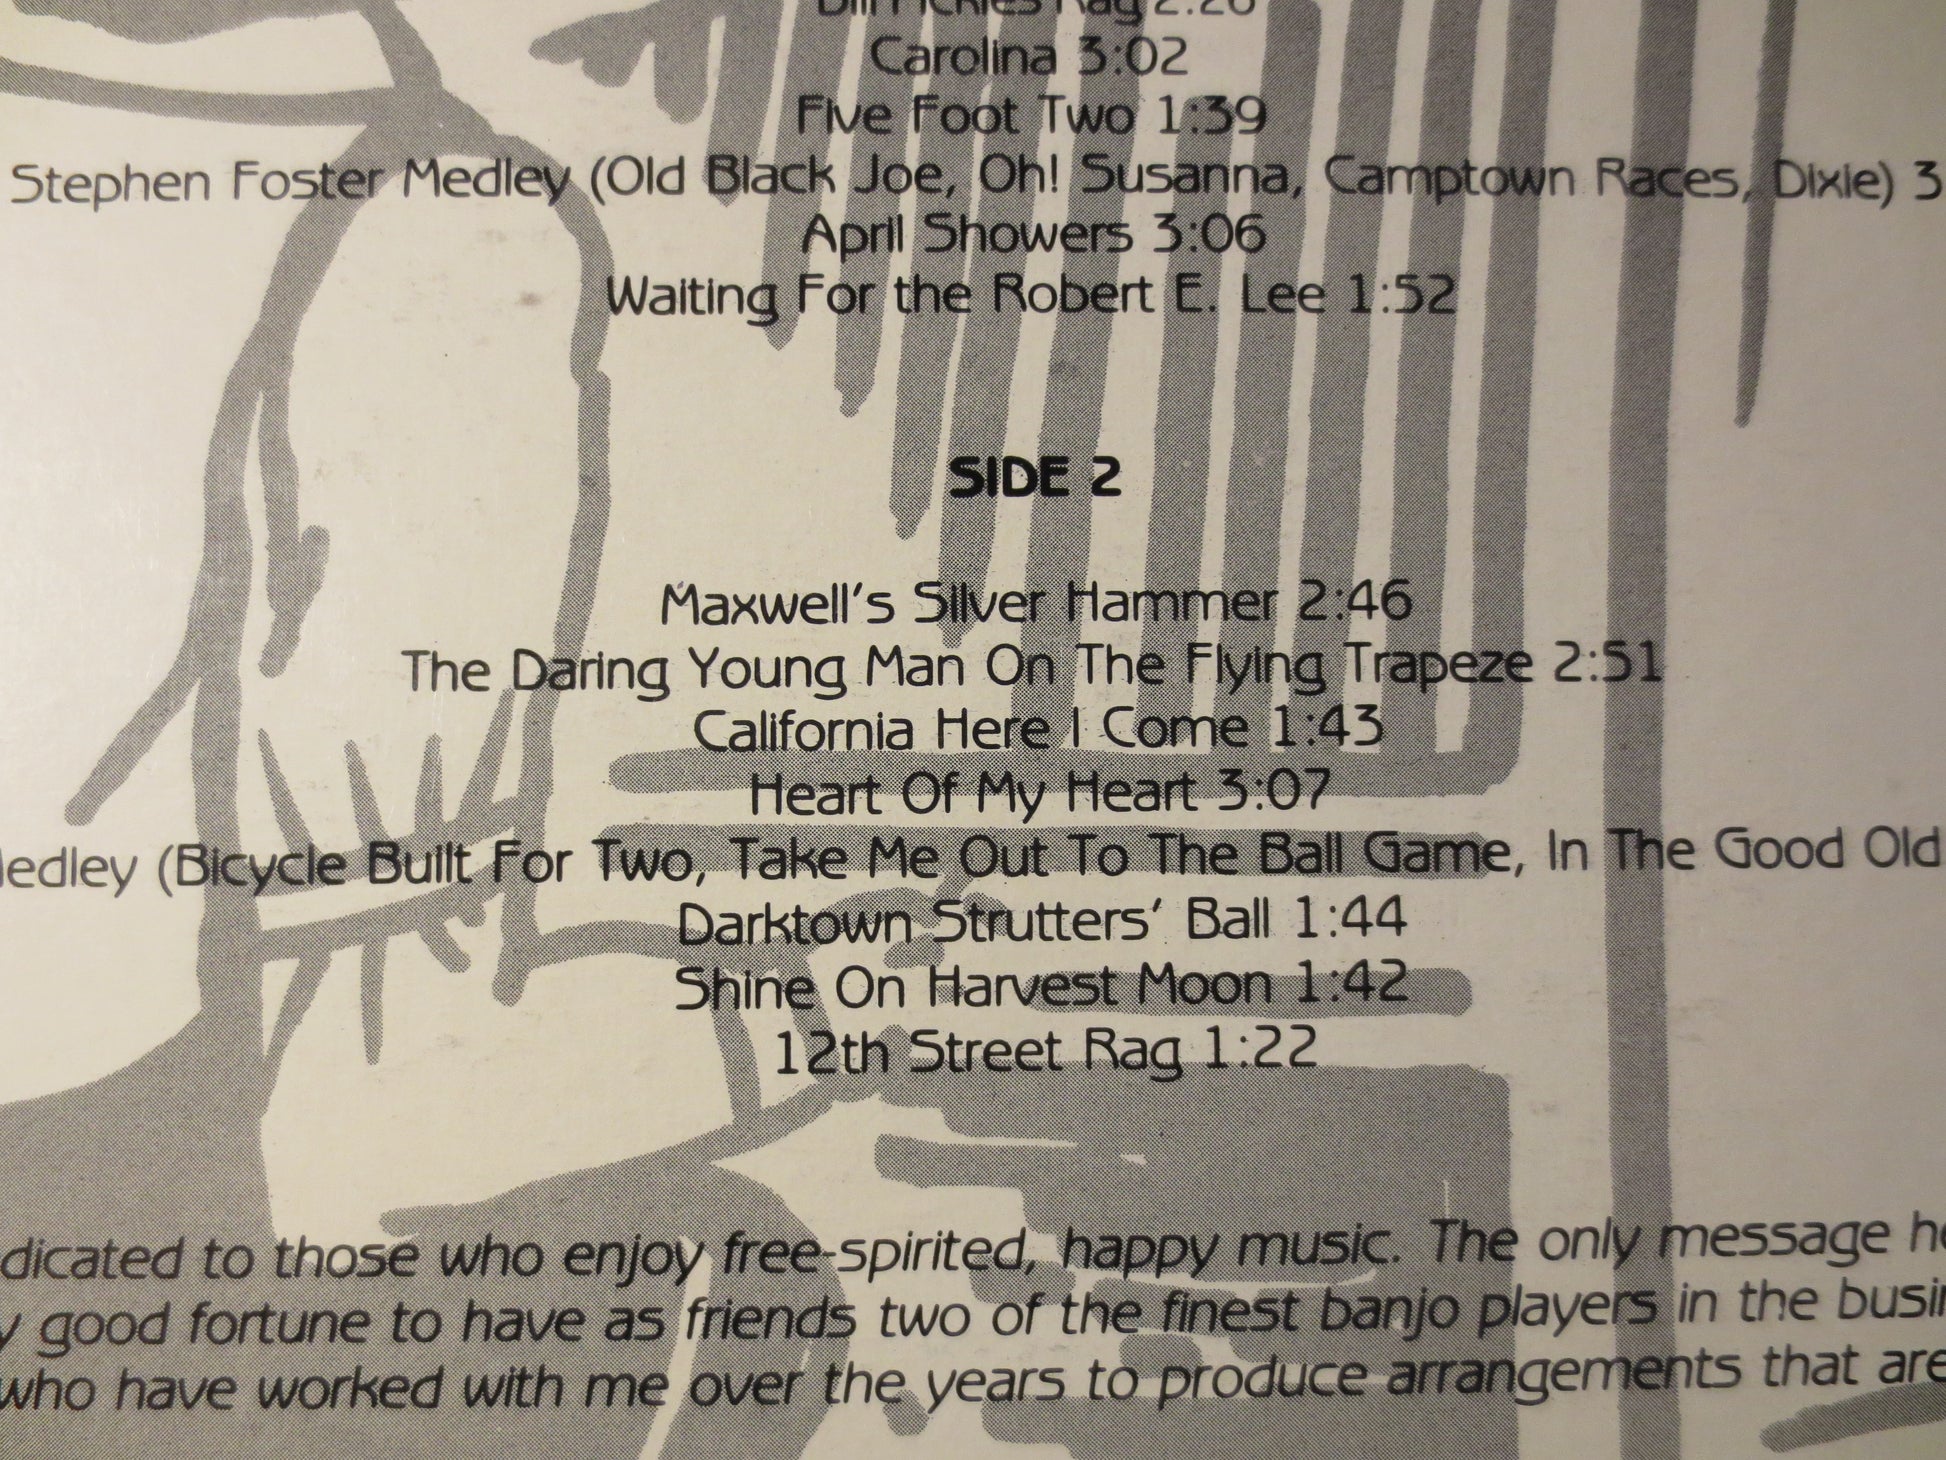 Rag 2:20
Carolina 3:02
Five Foot Two 1:39
Stephen Foster Medley (Old Black Joe, Oh! Susanna, Camptown Races, Dixie) 3
April Showers 3:06
Waiting For the Robert E. Lee 1:52
SIDE 2
Maxwell's Silver Hammer 2:46
The Daring Young Man On The Flying Trapeze 2:51
California Here I Come 1:43
Heart Of My Heart 3:07
edley (Bicycle Built For Two, Take Me Out To The Ball Game, In The Good Old
Darktown Strutters' Ball 1:44
Shine On Harvest Moon 1:42
12th Street Rag 1:22
dicated to those who enjoy free-spirited, happy music. The only message he
y good fortune to have as friends two of the finest banjo players in the busin
who have worked with me over the years to produce arrangements that are